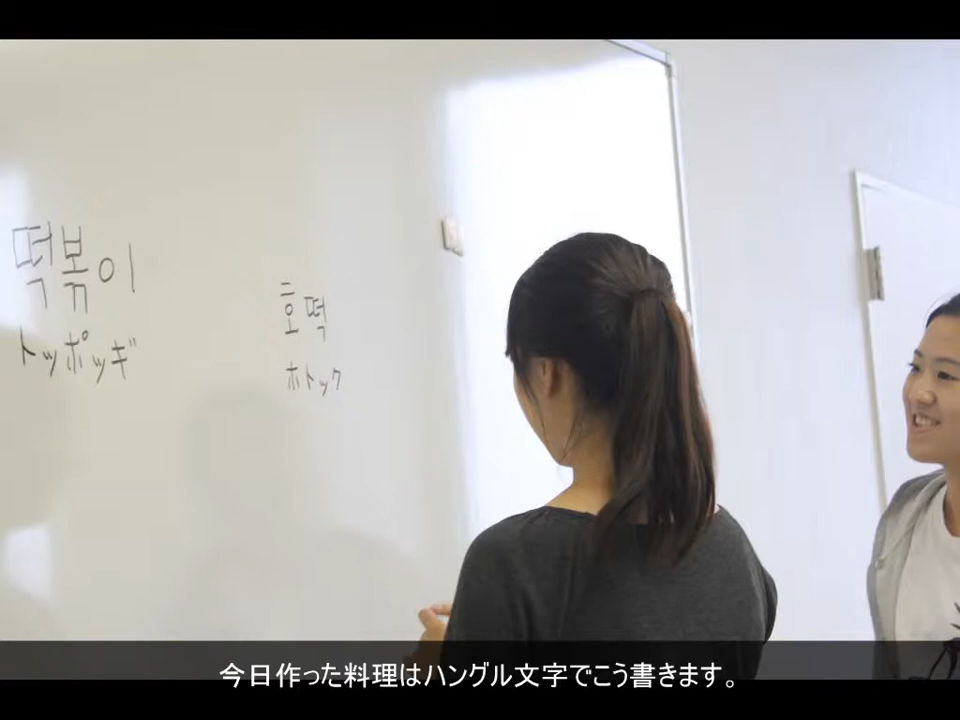 떡볶이
トッポッギ
호떡
ホトック
今日作った料理はハングル文字でこう書きます。